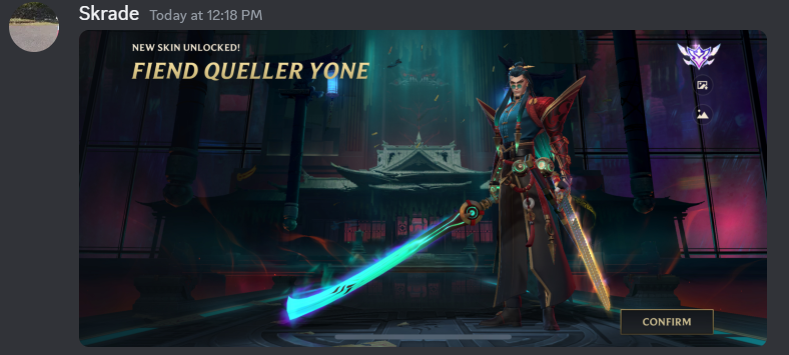 Skrade Today at 12:18 PM
NEW SKIN UNLOCKED!
FIEND QUELLER YONE
CONFIRM